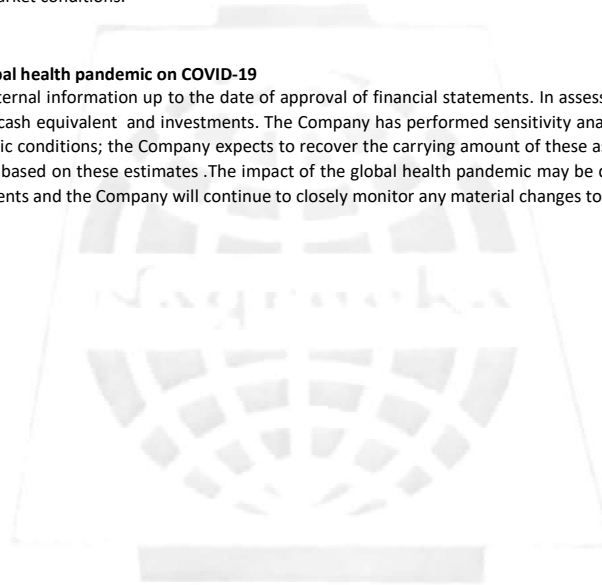 arket conditions.
bal health pandemic on COVID-19
ternal information up to the date of approval of financial statements. In assess
cash equivalent and investments. The Company has performed sensitivity ana
ic conditions; the Company expects to recover the carrying amount of these as
based on these estimates .The impact of the global health pandemic may be d
ents and the Company will continue to closely monitor any material changes to